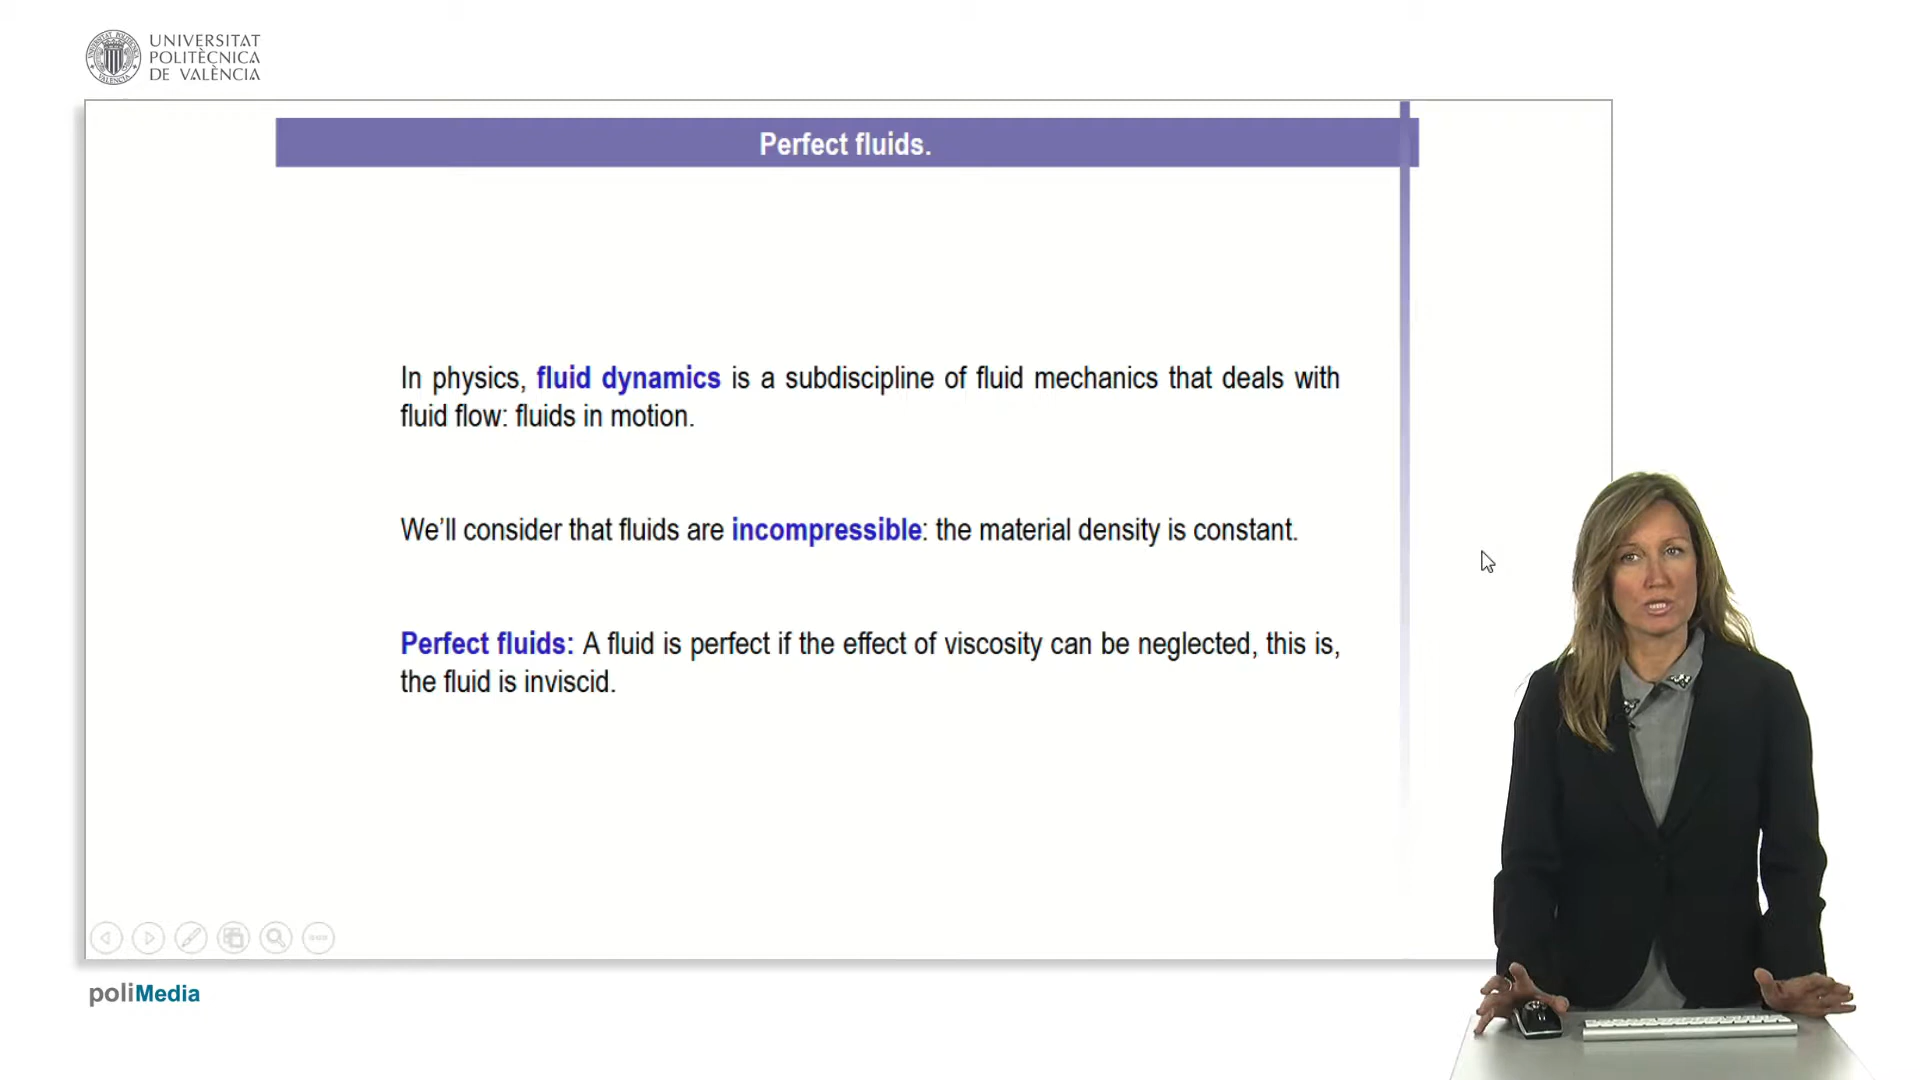 UNIVERSITAT
POLITÈCNICA
DE VALÈNCIA
Perfect fluids.
In physics, fluid dynamics is a subdiscipline of fluid mechanics that deals with
fluid flow: fluids in motion.
We'll consider that fluids are incompressible: the material density is constant.
Perfect fluids: A fluid is perfect if the effect of viscosity can be neglected, this is,
the fluid is inviscid.
poliMedia